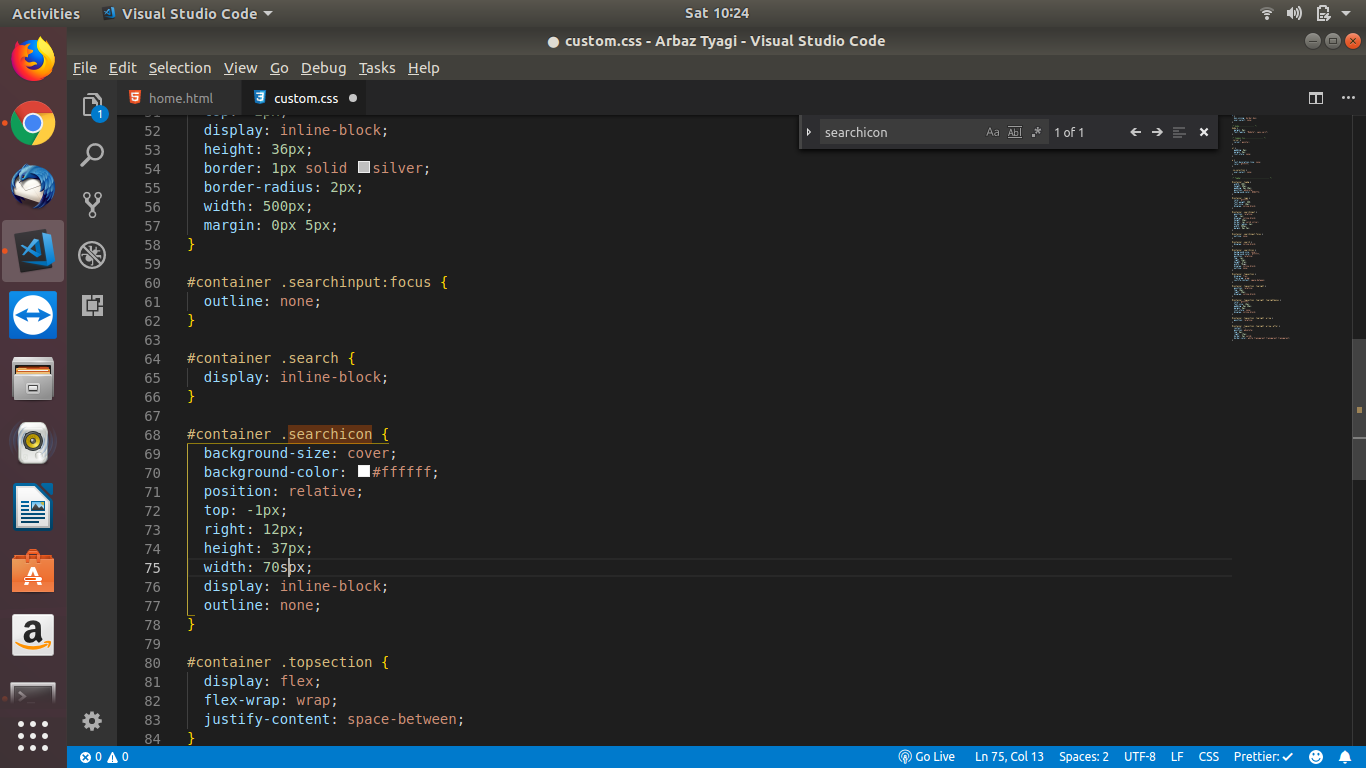 Activities Visual Studio Code Sat 10:24
custom.css - Arbaz Tyagi - Visual Studio Code
File Edit Selection View Go Debug Tasks Help
1 home.html custom.css
searchicon Aa Abl .* 1 of 1
52 display: inline-block;
53 height: 36px;
54 border: 1px solid silver;
55 border-radius: 2px;
56 width: 500px;
57 margin: 0px 5px;
58 }
59
60 #container .searchinput:focus {
61 outline: none;
62 }
63
64 #container .search {
65 display: inline-block;
66 }
67
68 #container .searchicon {
69 background-size: cover;
70 background-color: #ffffff;
71 position: relative;
72 top: -1px;
73 right: 12px;
74 height: 37px;
75 width: 70spx;
76 display: inline-block;
77 outline: none;
78 }
79
80 #container .topsection {
81 display: flex;
82 flex-wrap: wrap;
83 justify-content: space-between;
84 }
0 0 Go Live Ln 75, Col 13 Spaces: 2 UTF-8 LF CSS Prettier: ✓